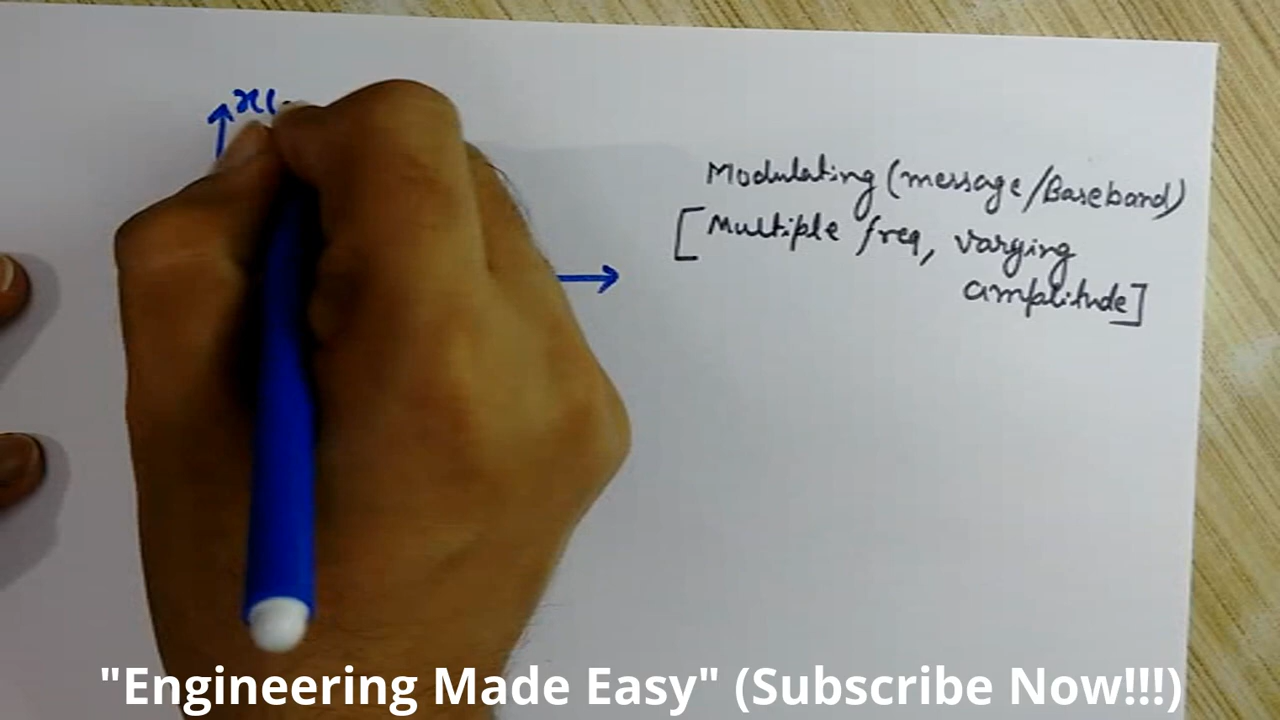 x(
Modulating (message/Baseband)
[Multiple freq, varying
amplitude]
"Engineering Made Easy" (Subscribe Now!!!)